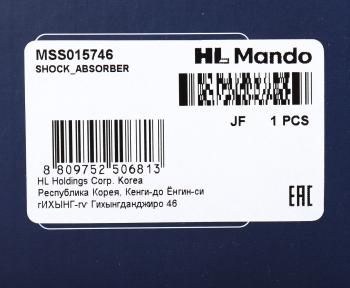 MSS015746
HL Mando
SHOCK_ABSORBER
JF 1 PCS
8 809752 506813
HL Holdings Corp. Korea
Республика Корея, Кенги-до Ёнгин-си
гИХЫНГ-гу Гихынгданджиро 46
EAC